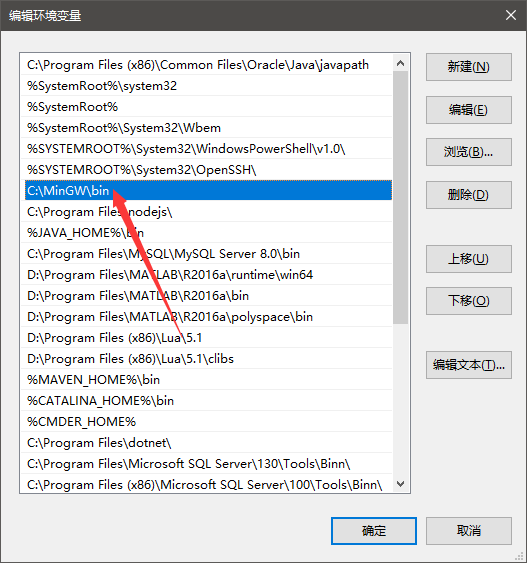 编辑环境变量
C:\Program Files (x86)\Common Files\Oracle\Java\javapath
%SystemRoot%\system32
%SystemRoot%
%SystemRoot%\System32\Wbem
%SYSTEMROOT%\System32\WindowsPowerShell\v1.0\
%SYSTEMROOT%\System32\OpenSSH\
C:\MinGW\bin
C:\Program Files\nodejs\
%JAVA_HOME%\bin
C:\Program Files\MySQL\MySQL Server 8.0\bin
D:\Program Files\MATLAB\R2016a\runtime\win64
D:\Program Files\MATLAB\R2016a\bin
D:\Program Files\MATLAB\R2016a\polyspace\bin
D:\Program Files (x86)\Lua\5.1
D:\Program Files (x86)\Lua\5.1\clibs
%MAVEN_HOME%\bin
%CATALINA_HOME%\bin
%CMDER_HOME%
C:\Program Files\dotnet\
C:\Program Files\Microsoft SQL Server\130\Tools\Binn\
C:\Program Files (x86)\Microsoft SQL Server\100\Tools\Binn\
新建(N)
编辑(E)
浏览(B)...
删除(D)
上移(U)
下移(O)
编辑文本(T)...
确定
取消